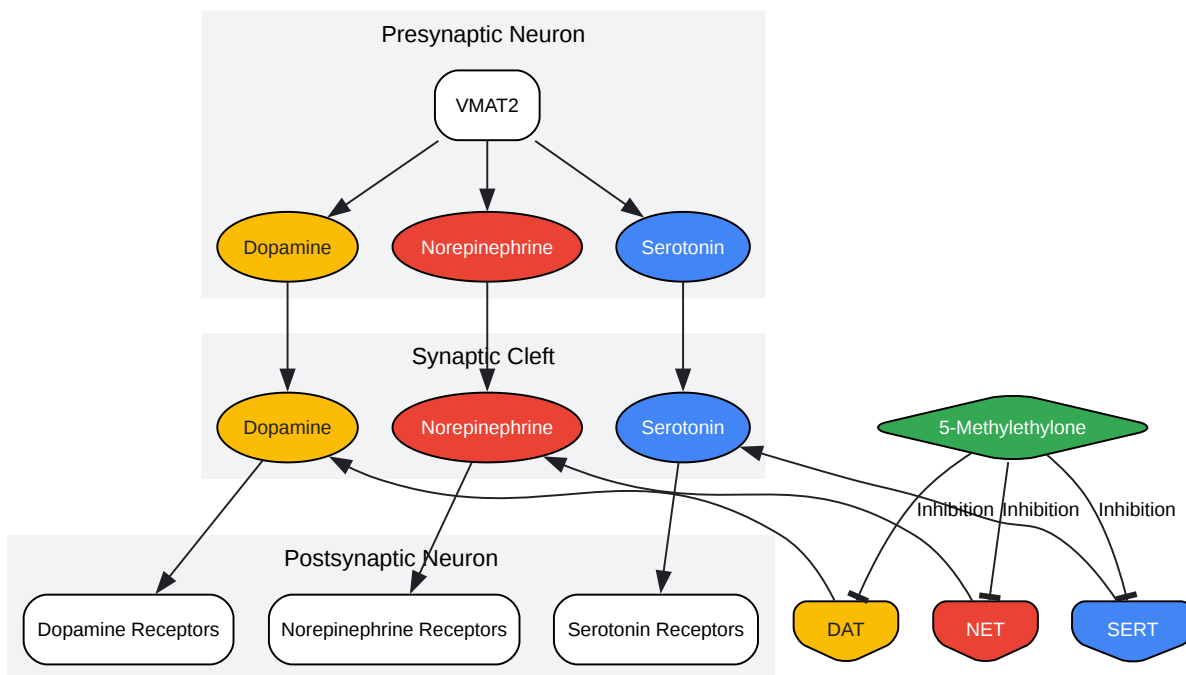 Presynaptic Neuron
VMAT2
Dopamine
Norepinephrine
Serotonin
Synaptic Cleft
Dopamine
Norepinephrine
Serotonin
5-Methylethylone
Inhibition
Inhibition
Inhibition
Postsynaptic Neuron
Dopamine Receptors
Norepinephrine Receptors
Serotonin Receptors
DAT
NET
SERT